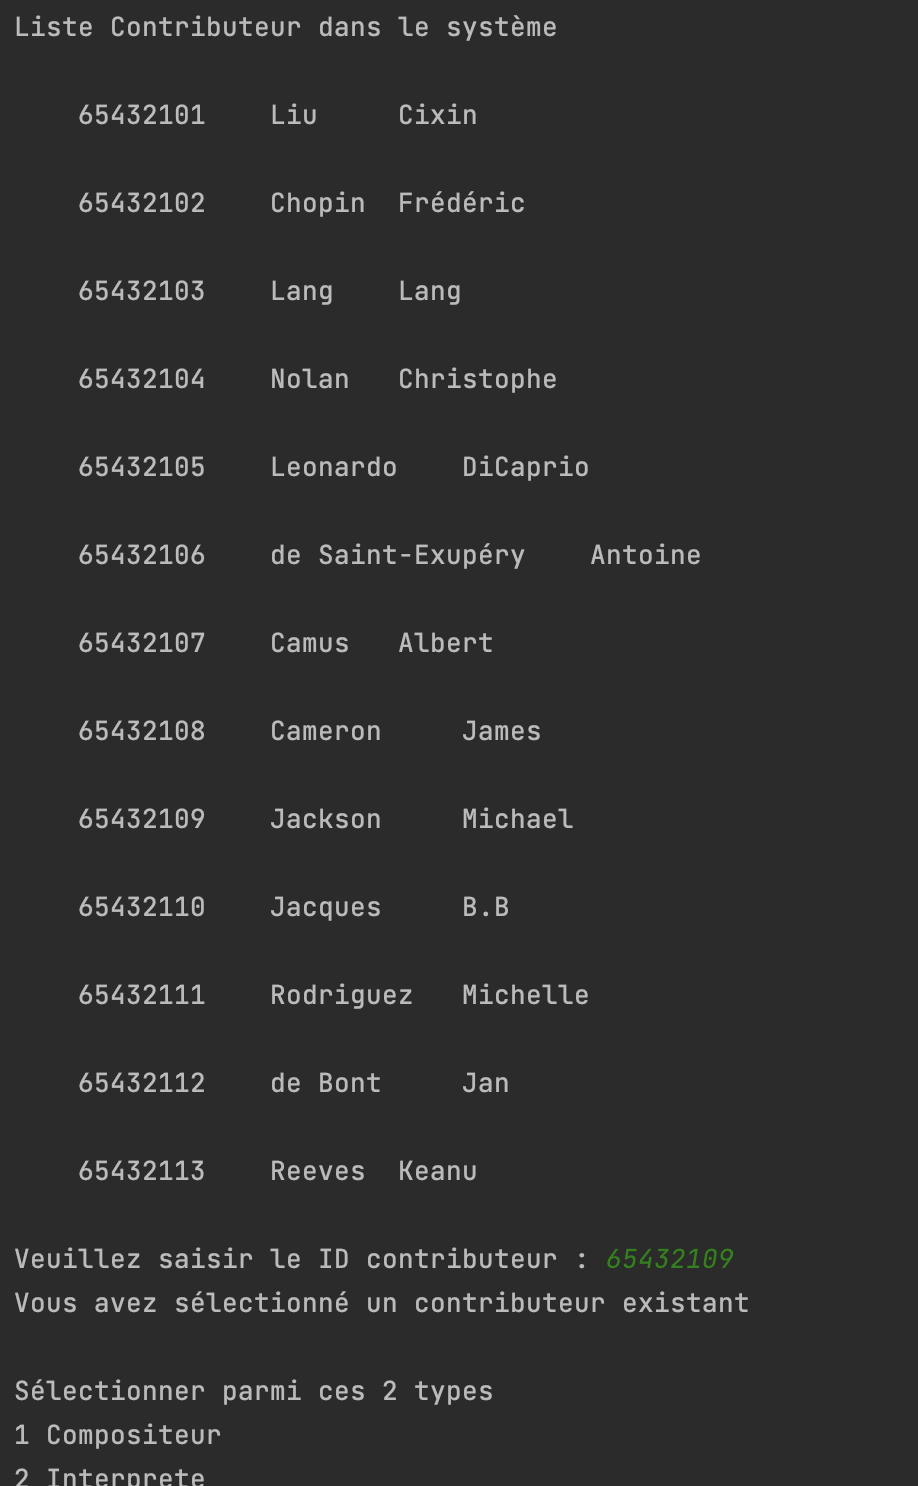 Liste Contributeur dans le système
65432101 Liu Cixin
65432102 Chopin Frédéric
65432103 Lang Lang
65432104 Nolan Christophe
65432105 Leonardo DiCaprio
65432106 de Saint-Exupéry Antoine
65432107 Camus Albert
65432108 Cameron James
65432109 Jackson Michael
65432110 Jacques B.B
65432111 Rodriguez Michelle
65432112 de Bont Jan
65432113 Reeves Keanu
Veuillez saisir le ID contributeur : 65432109
Vous avez sélectionné un contributeur existant
Sélectionner parmi ces 2 types
1 Compositeur
2 Interprete